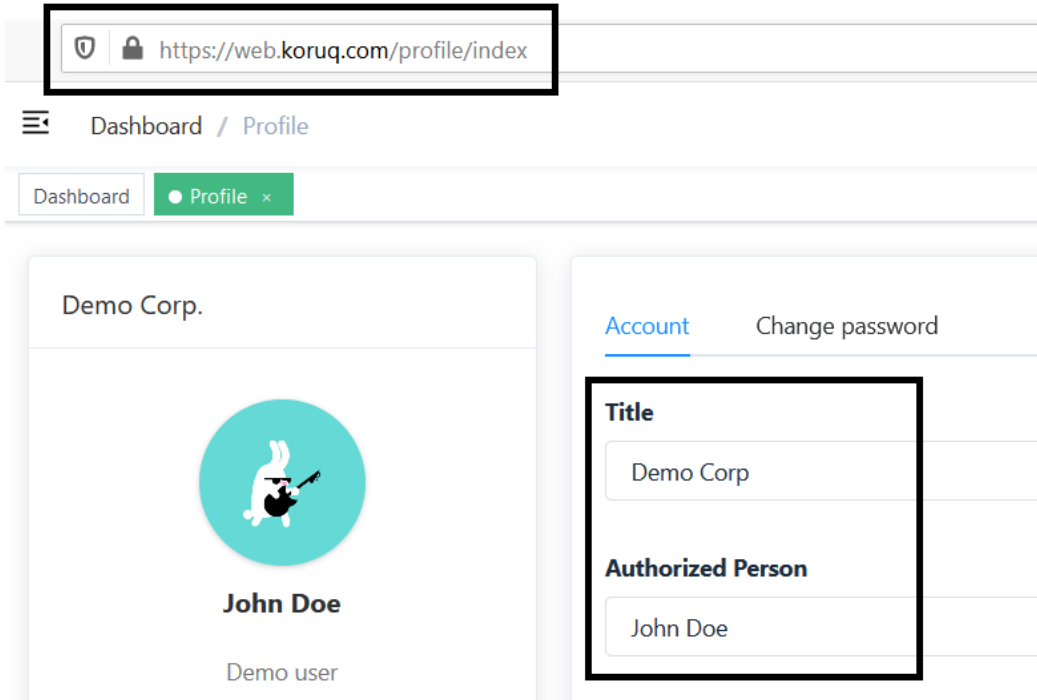 https://web.koruq.com/profile/index
Dashboard / Profile
Dashboard
Profile ×
Demo Corp.
John Doe
Demo user
Account
Change password
Title
Demo Corp
Authorized Person
John Doe